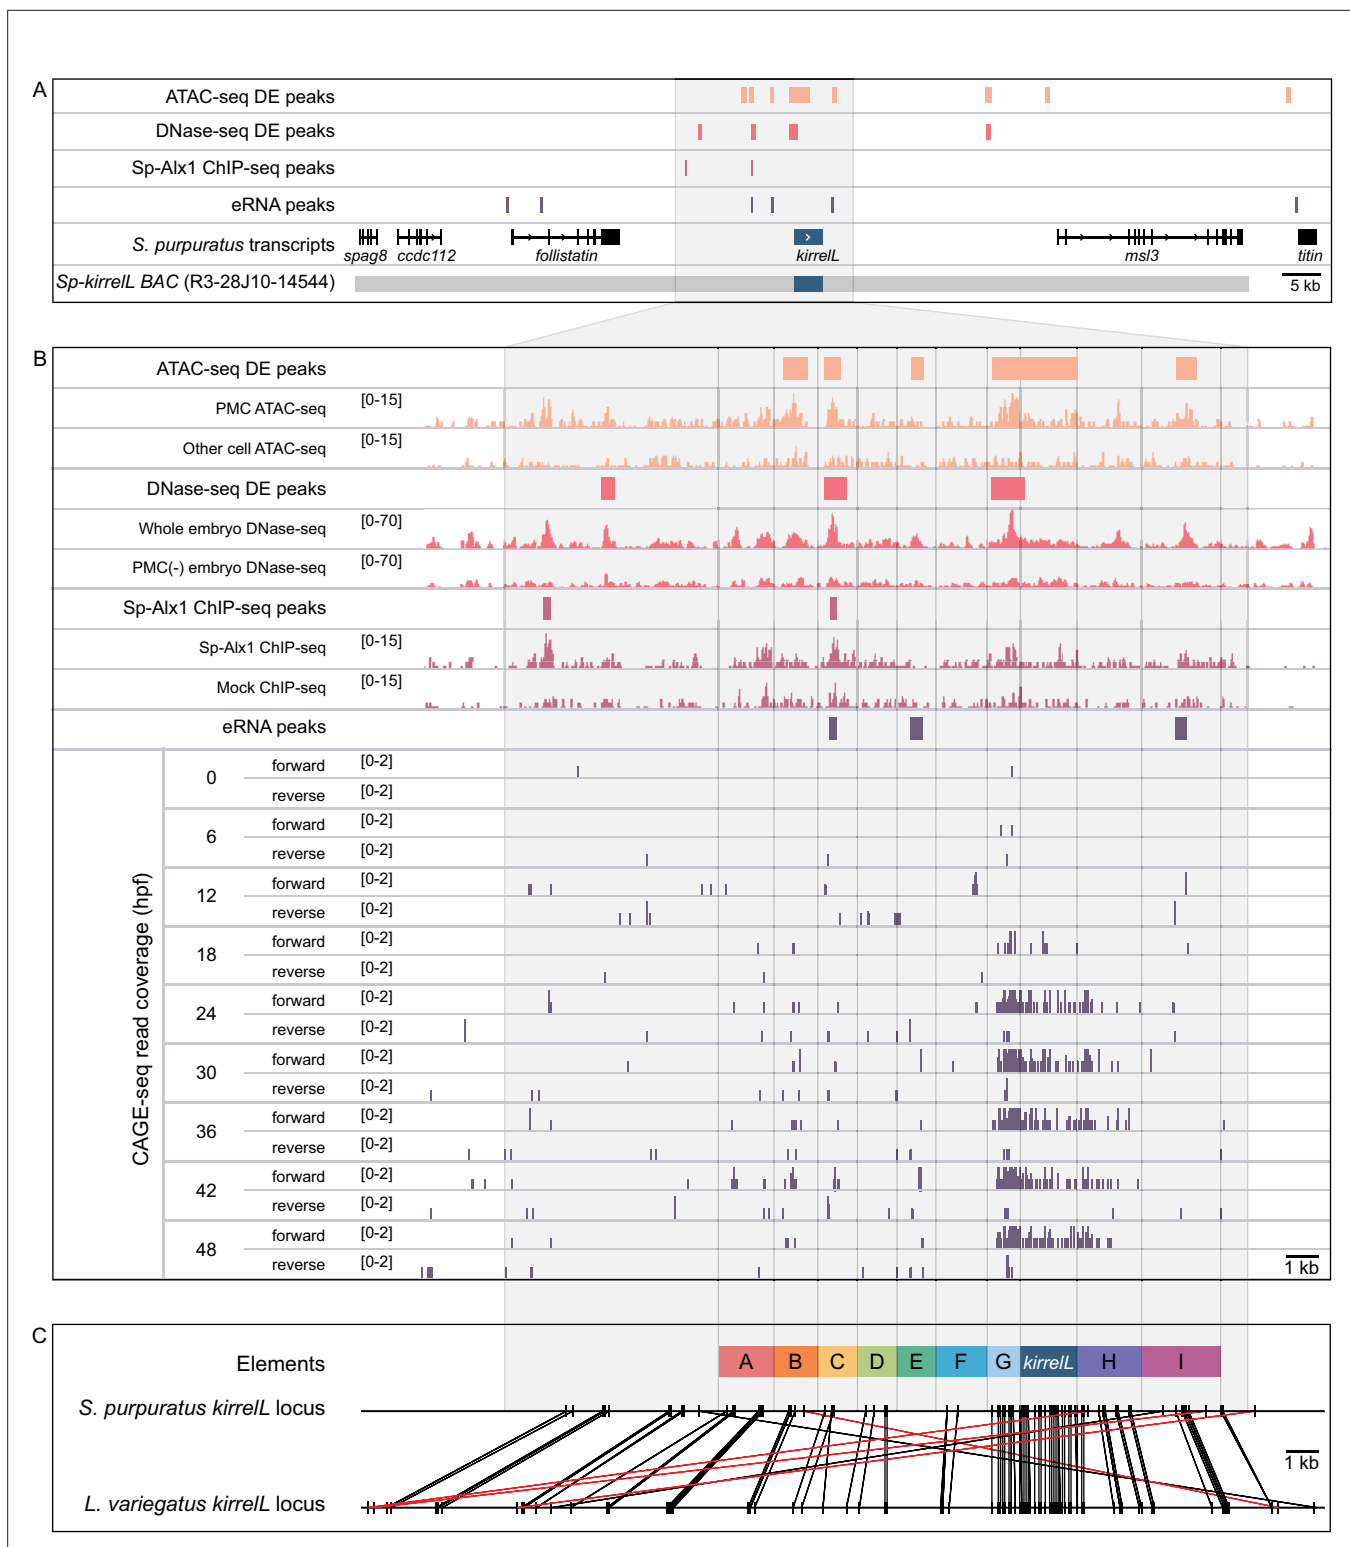 A
ATAC-seq DE peaks
DNase-seq DE peaks
Sp-Alx1 ChIP-seq peaks
eRNA peaks
S. purpuratus transcripts
spag8 ccdc112 follistatin kirrelL msl3 titin
Sp-kirrelL BAC (R3-28J10-14544)
5 kb
B
ATAC-seq DE peaks
PMC ATAC-seq [0-15]
Other cell ATAC-seq [0-15]
DNase-seq DE peaks
Whole embryo DNase-seq [0-70]
PMC(-) embryo DNase-seq [0-70]
Sp-Alx1 ChIP-seq peaks
Sp-Alx1 ChIP-seq [0-15]
Mock ChIP-seq [0-15]
eRNA peaks
CAGE-seq read coverage (hpf)
0
forward [0-2]
reverse [0-2]
6
forward [0-2]
reverse [0-2]
12
forward [0-2]
reverse [0-2]
18
forward [0-2]
reverse [0-2]
24
forward [0-2]
reverse [0-2]
30
forward [0-2]
reverse [0-2]
36
forward [0-2]
reverse [0-2]
42
forward [0-2]
reverse [0-2]
48
forward [0-2]
reverse [0-2]
1 kb
C
Elements A B C D E F G kirrelL H I
S. purpuratus kirrelL locus
1 kb
L. variegatus kirrelL locus